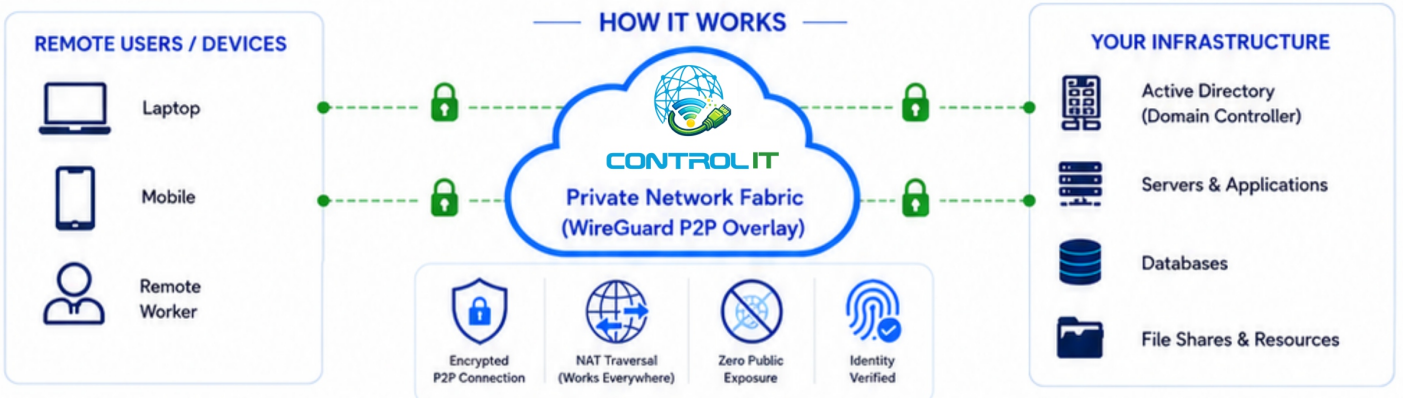 HOW IT WORKS
REMOTE USERS / DEVICES
Laptop
Mobile
Remote
Worker
CONTROLIT
Private Network Fabric
(WireGuard P2P Overlay)
Encrypted
P2P Connection
NAT Traversal
(Works Everywhere)
Zero Public
Exposure
Identity
Verified
YOUR INFRASTRUCTURE
Active Directory
(Domain Controller)
Servers & Applications
Databases
File Shares & Resources